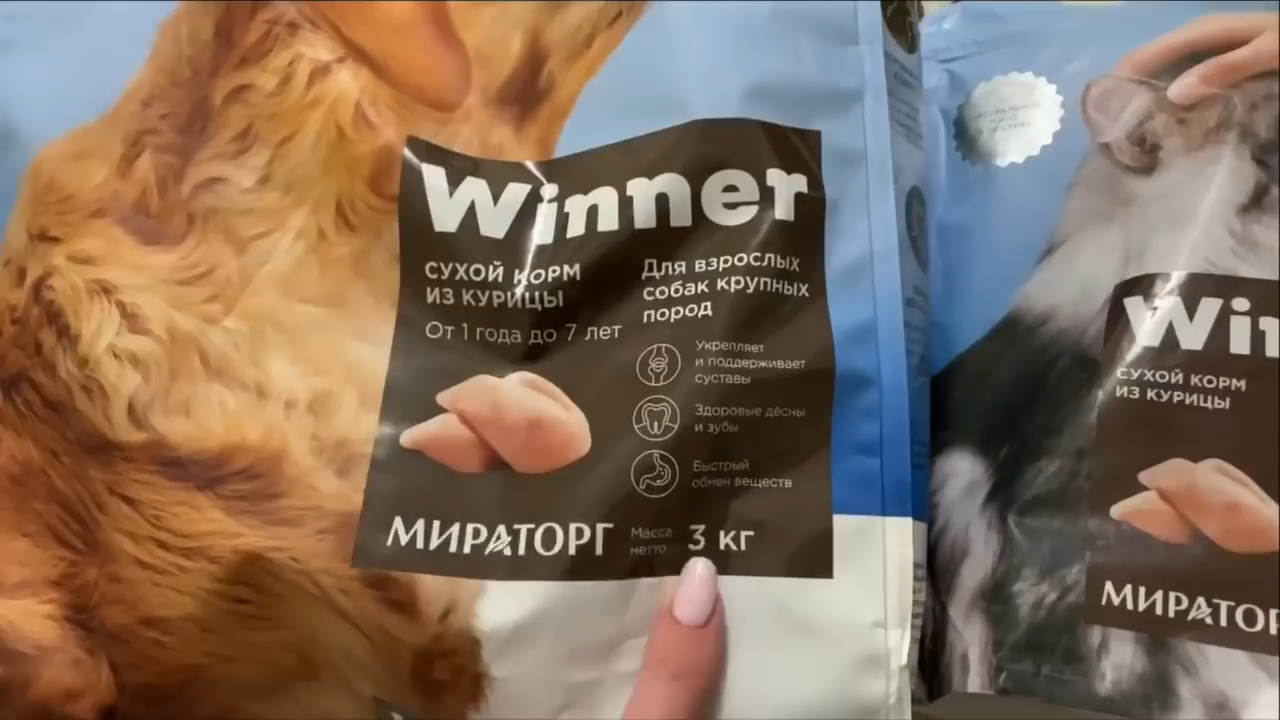 Winner
СУХОЙ КОРМ
ИЗ КУРИЦЫ
От 1 года до 7 лет
Для взрослых
собак крупных
пород
Укрепляет
и поддерживает
суставы
Здоровые дёсны
и зубы
Быстрый
обмен веществ
МИРАТОРГ
Масса
нетто
3 кг
Win
СУХОЙ КОРМ
ИЗ КУРИЦЫ
МИРАТОР